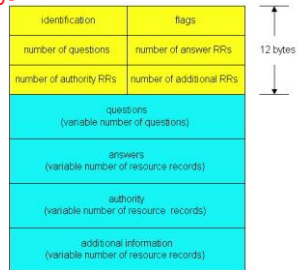 identification flags
number of questions number of answer RRs 12 bytes
number of authority RRs number of additional RRs
questions
(variable number of questions)
answers
(variable number of resource records)
authority
(variable number of resource records)
additional information
(variable number of resource records)